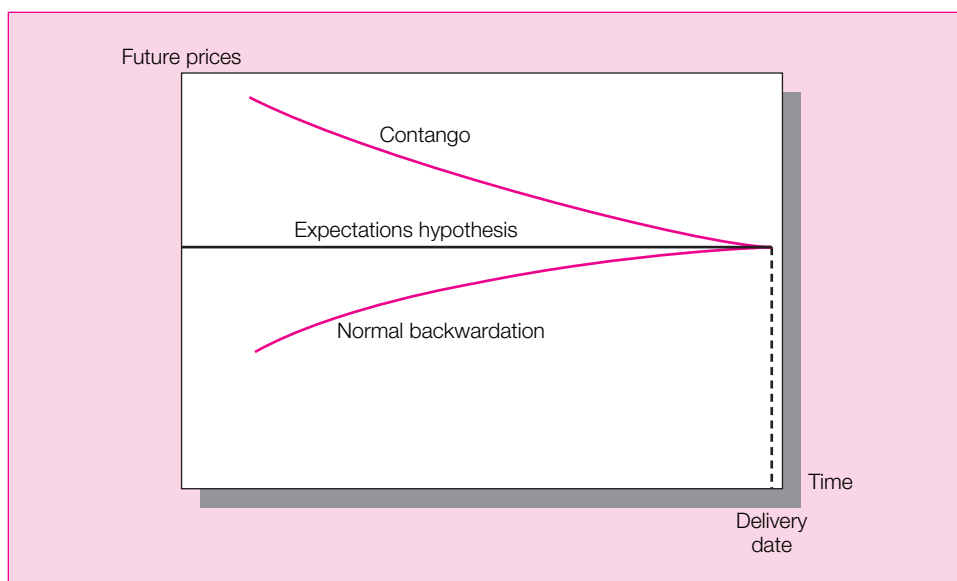 Future prices
Contango
Expectations hypothesis
Normal backwardation
Time
Delivery
date